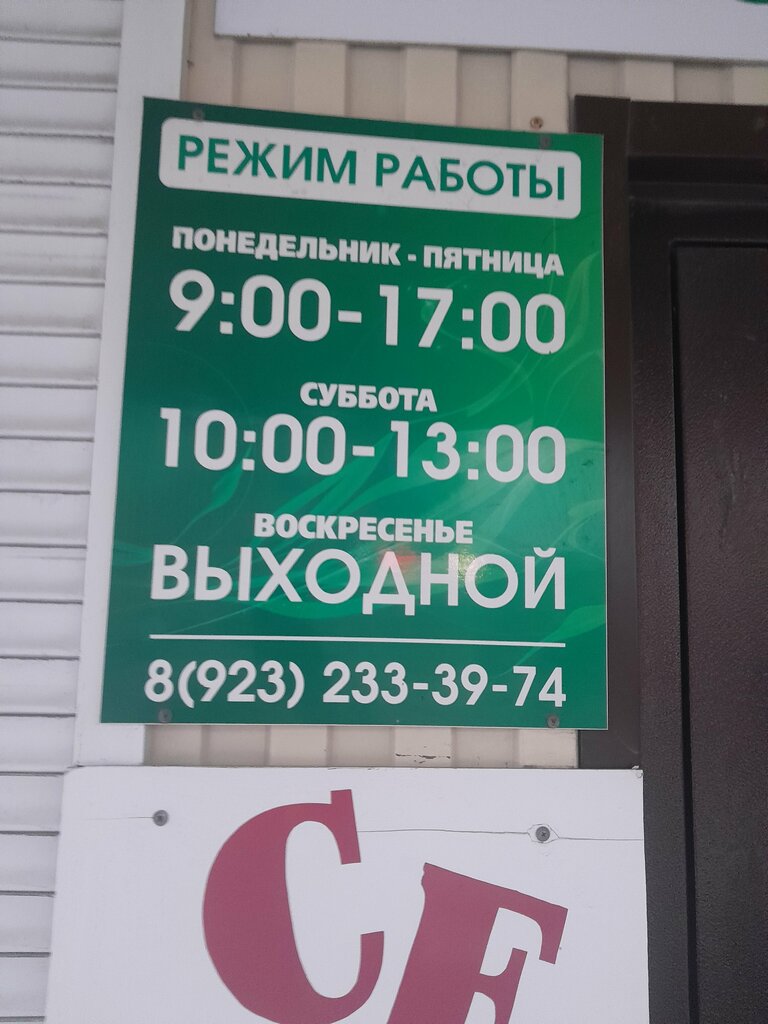 РЕЖИМ РАБОТЫ
ПОНЕДЕЛЬНИК - ПЯТНИЦА
9:00-17:00
СУББОТА
10:00-13:00
ВОСКРЕСЕНЬЕ
ВЫХОДНОЙ
8(923) 233-39-74
СЕ